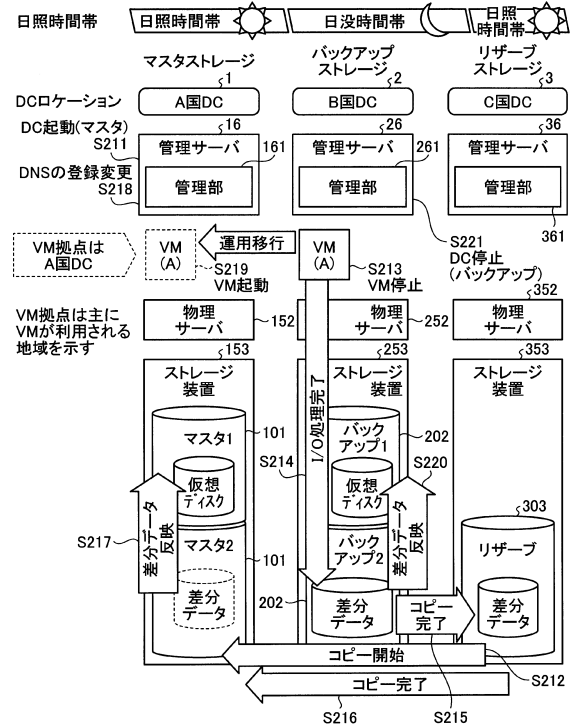 日照時間帯
日照時間帯
日没時間帯
日照
時間帯
マスタストレージ
バックアップ
ストレージ
リザーブ
ストレージ
1
2
3
DCロケーション
A国DC
B国DC
C国DC
DC起動(マスタ)
S211
16
26
36
管理サーバ
管理サーバ
管理サーバ
161
261
DNSの登録変更
S218
管理部
管理部
管理部
361
VM拠点は
A国DC
VM
(A)
運用移行
VM
(A)
S221
DC停止
(バックアップ)
S219
VM起動
S213
VM停止
352
VM拠点は主に
VMが利用される
地域を示す
物理
サーバ
152
物理
サーバ
252
物理
サーバ
153
253
353
ストレージ
装置
ストレージ
装置
ストレージ
装置
I/O処理完了
マスタ1
101
バック
アップ1
202
S214
S220
仮想
ディスク
仮想
ディスク
303
S217
差分データ
反映
マスタ2
101
バック
アップ2
差分データ
反映
リザーブ
差分
データ
202
差分
データ
コピー
完了
差分
データ
コピー開始
S212
コピー完了
S216
S215